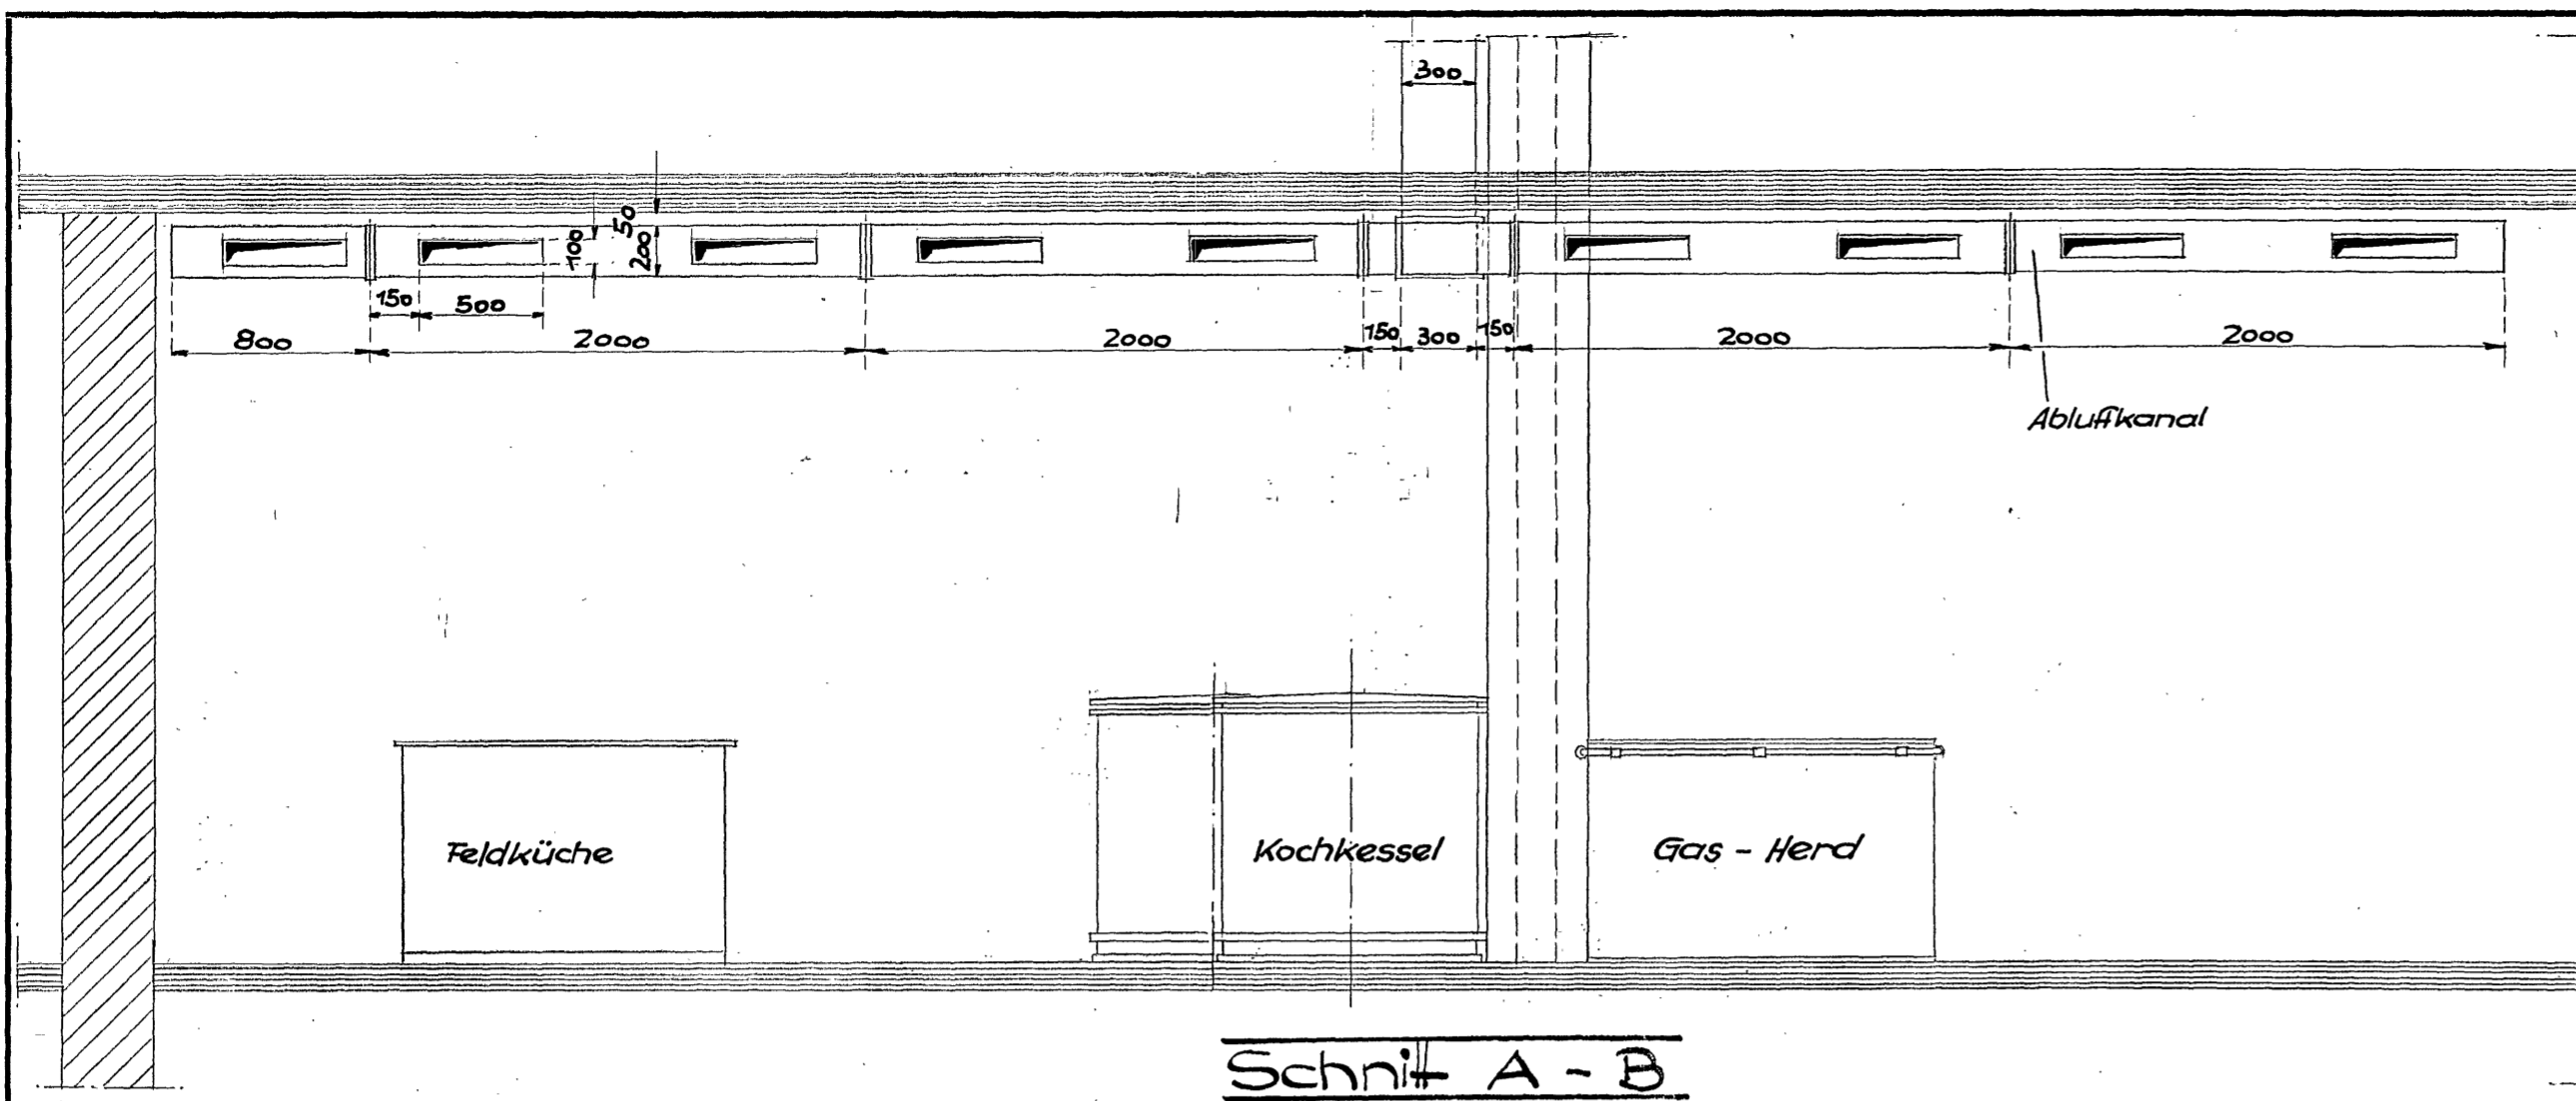 300
50
100
200
150 500
800 2000 2000 150 300 150 2000 2000
Abluftkanal
Feldküche Kochkessel Gas - Herd
Schnitt A - B